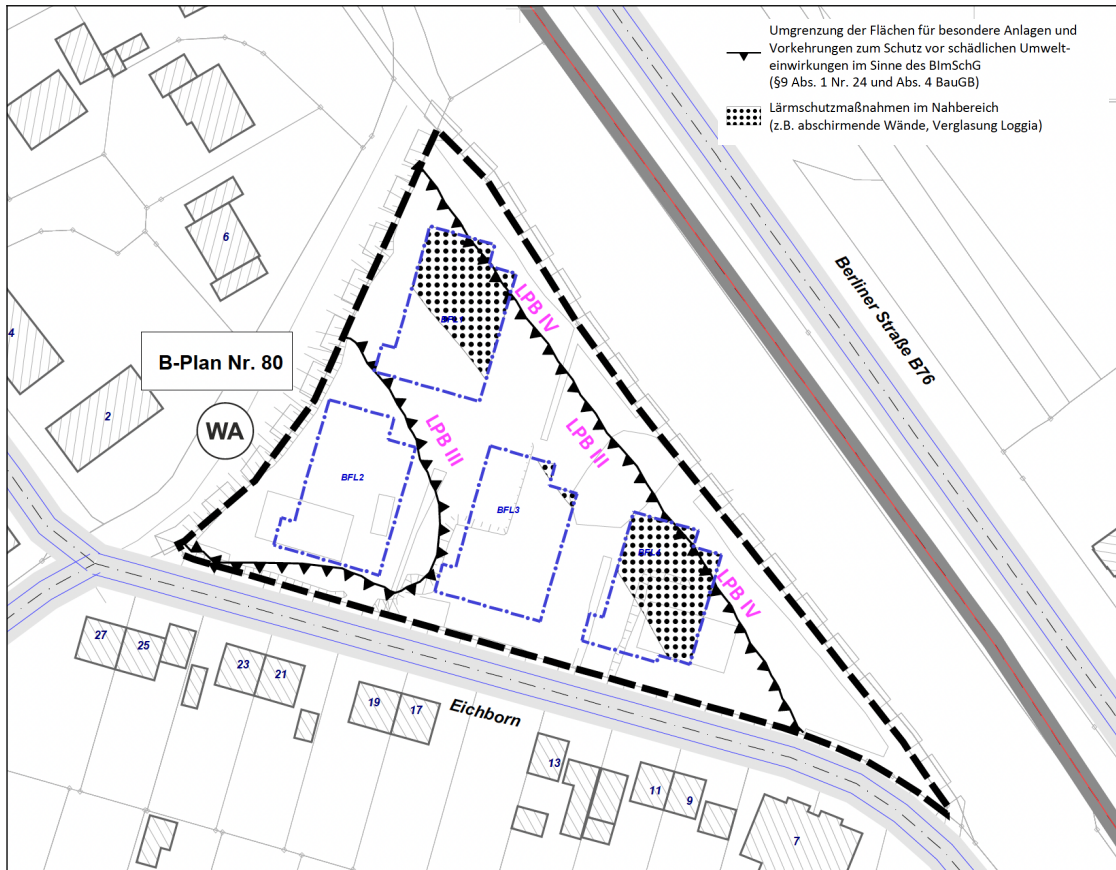 Umgrenzung der Flächen für besondere Anlagen und
Vorkehrungen zum Schutz vor schädlichen Umwelt-
einwirkungen im Sinne des BImSchG
(§9 Abs. 1 Nr. 24 und Abs. 4 BauGB)
Lärmschutzmaßnahmen im Nahbereich
(z.B. abschirmende Wände, Verglasung Loggia)
6
Berliner Straße B76
LPB IV
BFL1
4
B-Plan Nr. 80
2
WA
LPB III
LPB III
BFL2
BFL3
BFL4
LPB IV
27
25
23
21
19
17
Eichborn
13
11
9
7